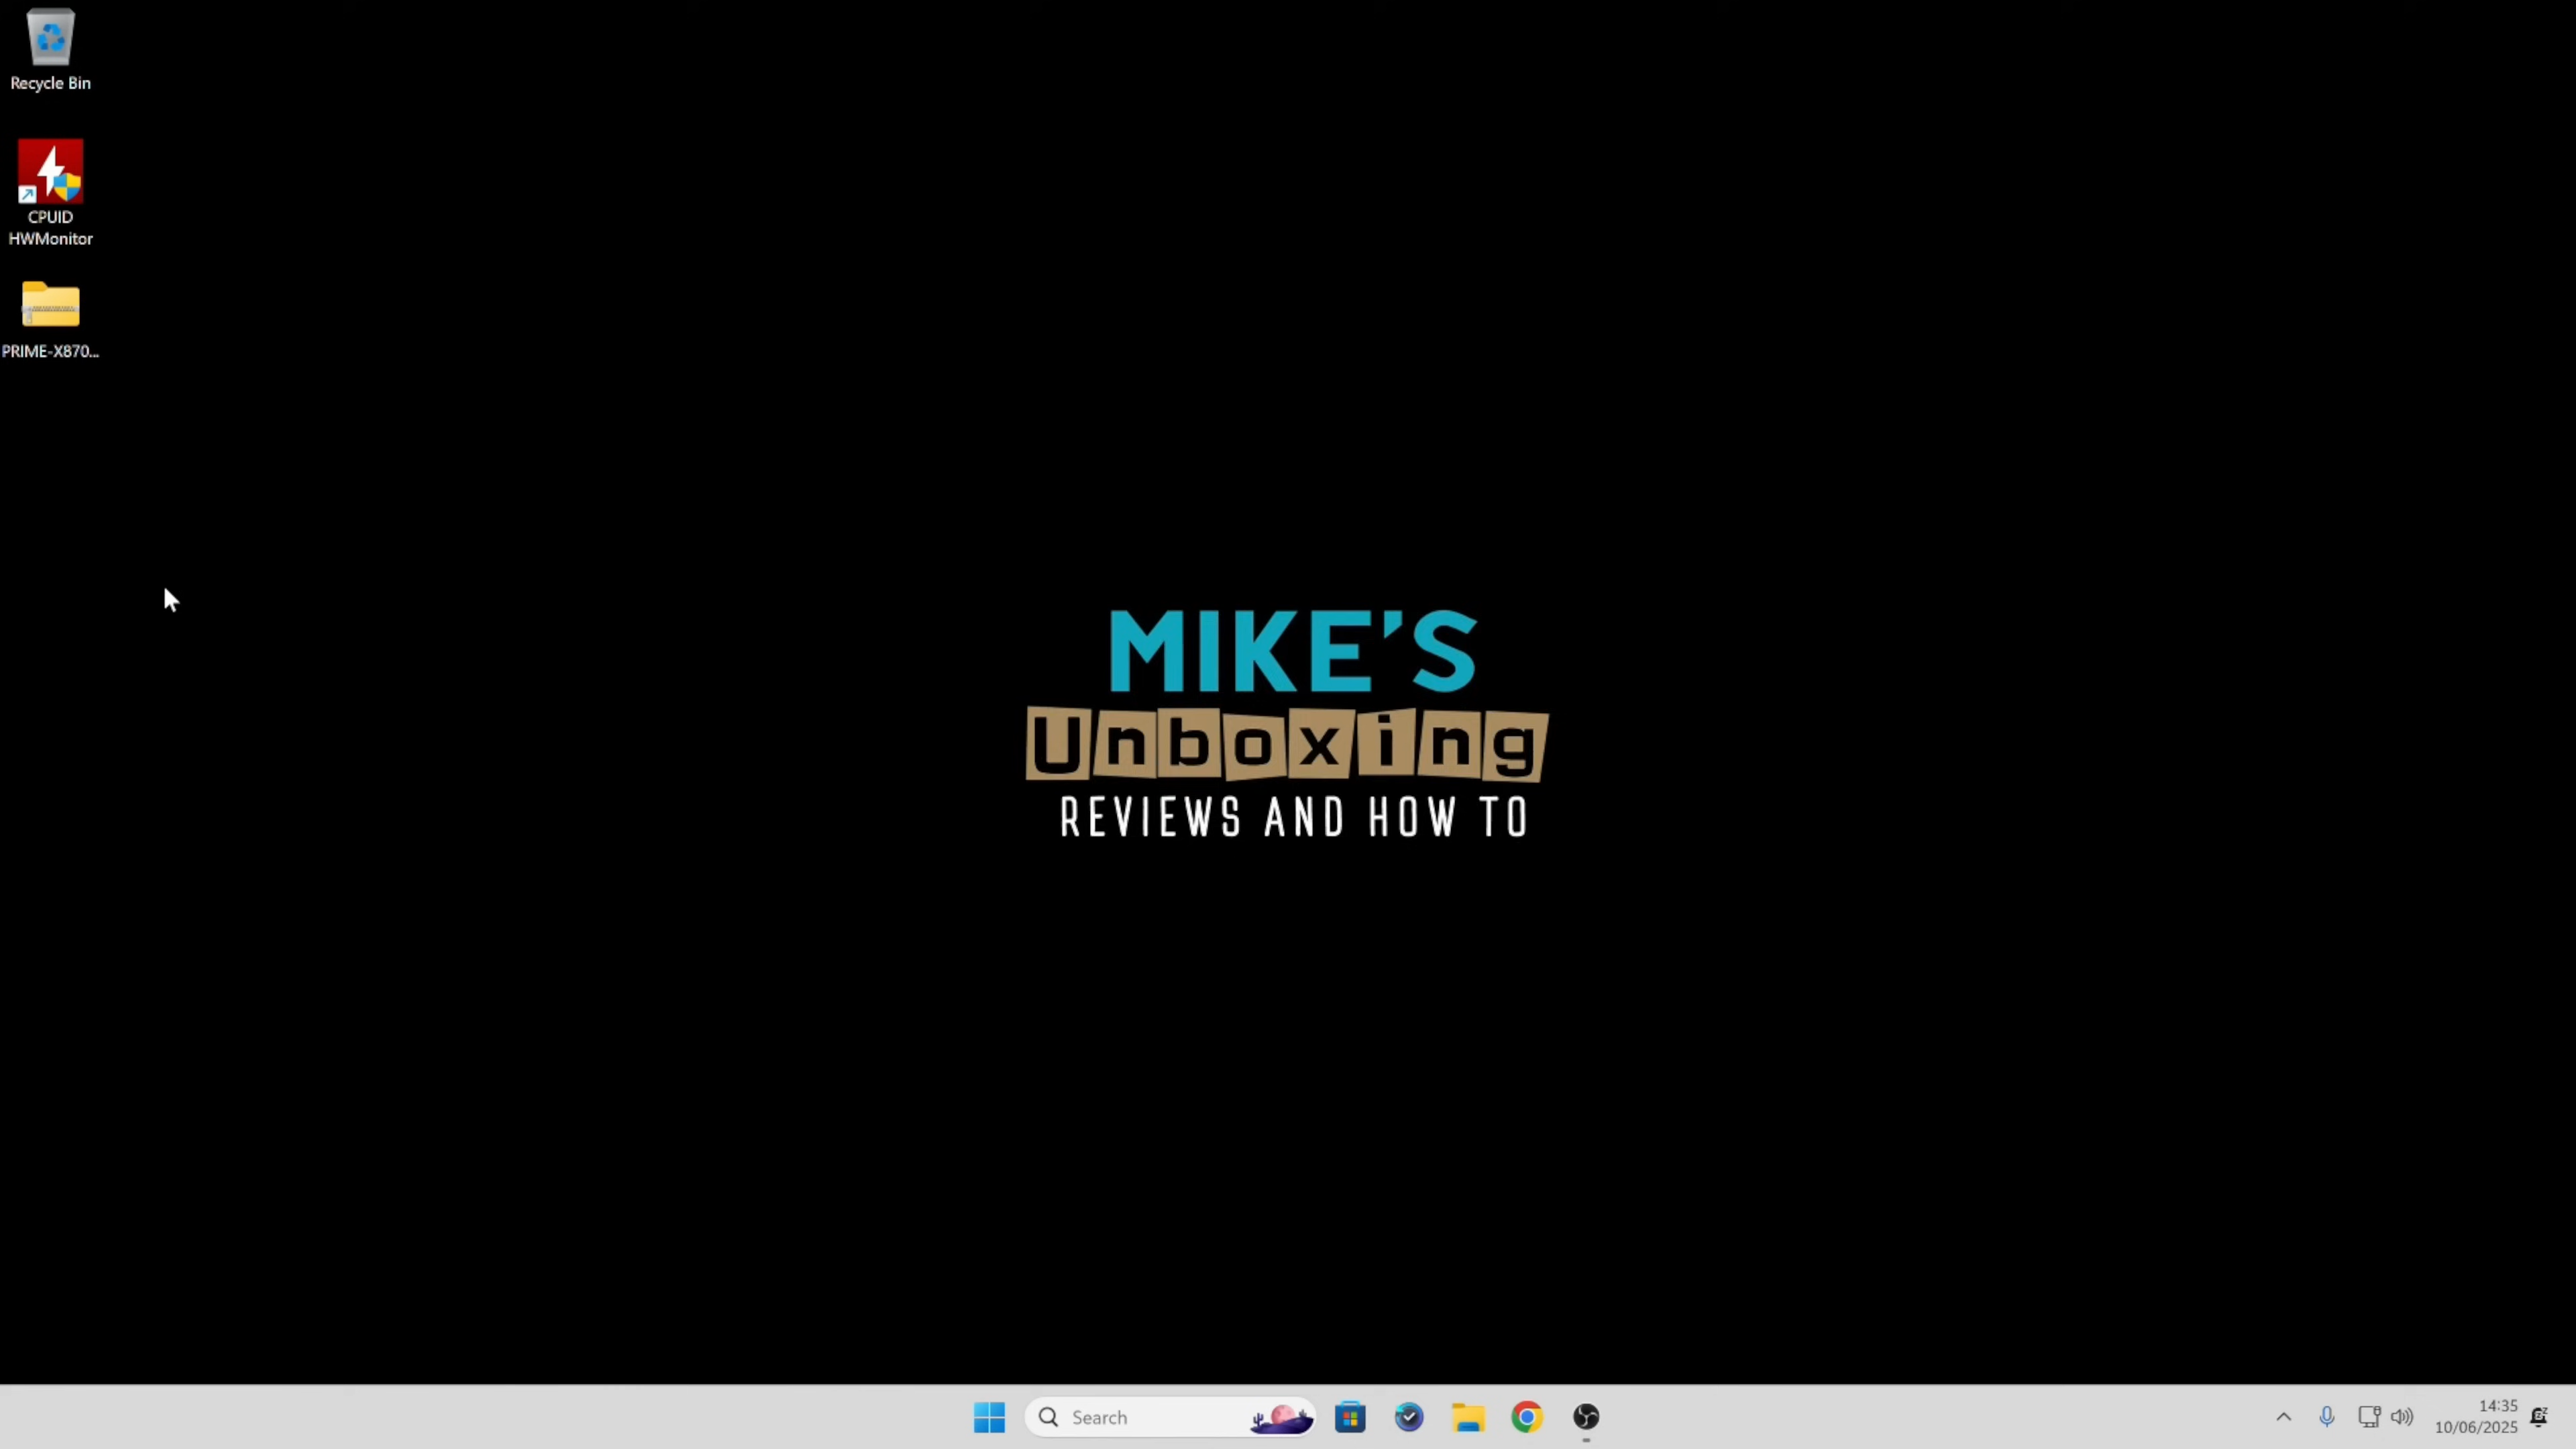 Recycle Bin
CPUID
HWMonitor
PRIME-X870...
MIKE'S
Unboxing
REVIEWS AND HOW TO
Search
14:35
10/06/2025